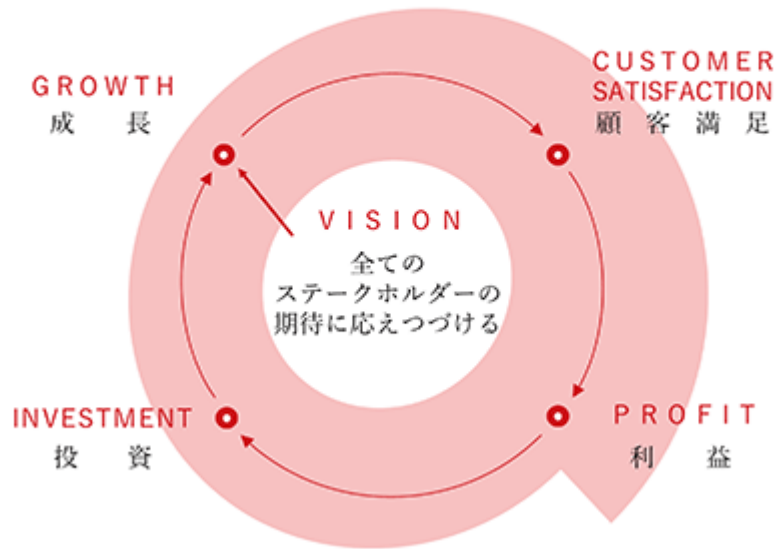 GROWTH
成長
CUSTOMER
SATISFACTION
顧客満足
VISION
全ての
ステークホルダーの
期待に応えつづける
INVESTMENT
投資
PROFIT
利益